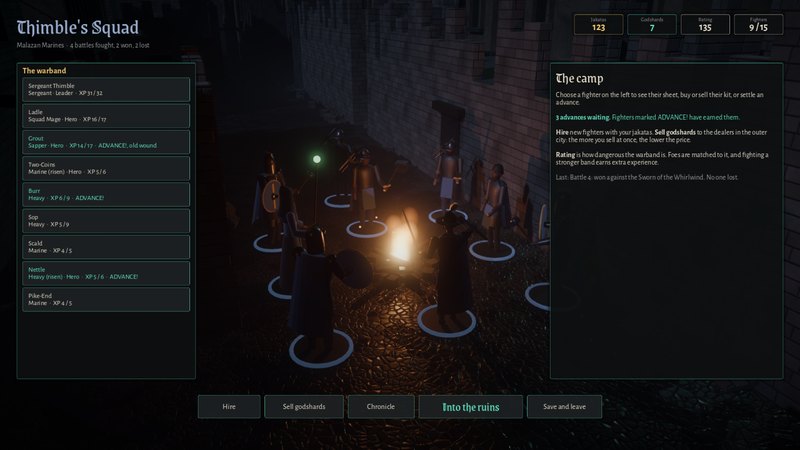 Thimble's Squad
Malazan Marines · 4 battles fought, 2 won, 2 lost
Jakatas
123
Godshards
7
Rating
135
Fighters
9 / 15
The warband
Sergeant Thimble
Sergeant · Leader · XP 31 / 32
Ladle
Squad Mage · Hero · XP 16 / 17
Grout
Sapper · Hero · XP 14 / 17 · ADVANCE!, old wound
Two-Coins
Marine (risen) · Hero · XP 5 / 6
Burr
Heavy · XP 6 / 9 · ADVANCE!
Sop
Heavy · XP 5 / 9
Scald
Marine · XP 4 / 5
Nettle
Heavy (risen) · Hero · XP 5 / 6 · ADVANCE!
Pike-End
Marine · XP 4 / 5
The camp
Choose a fighter on the left to see their sheet, buy or sell their kit, or settle an
advance.
3 advances waiting. Fighters marked ADVANCE! have earned them.
Hire new fighters with your jakatas. Sell godshards to the dealers in the outer
city: the more you sell at once, the lower the price.
Rating is how dangerous the warband is. Foes are matched to it, and fighting a
stronger band earns extra experience.
Last: Battle 4: won against the Sworn of the Whirlwind. No one lost.
Hire
Sell godshards
Chronicle
Into the ruins
Save and leave